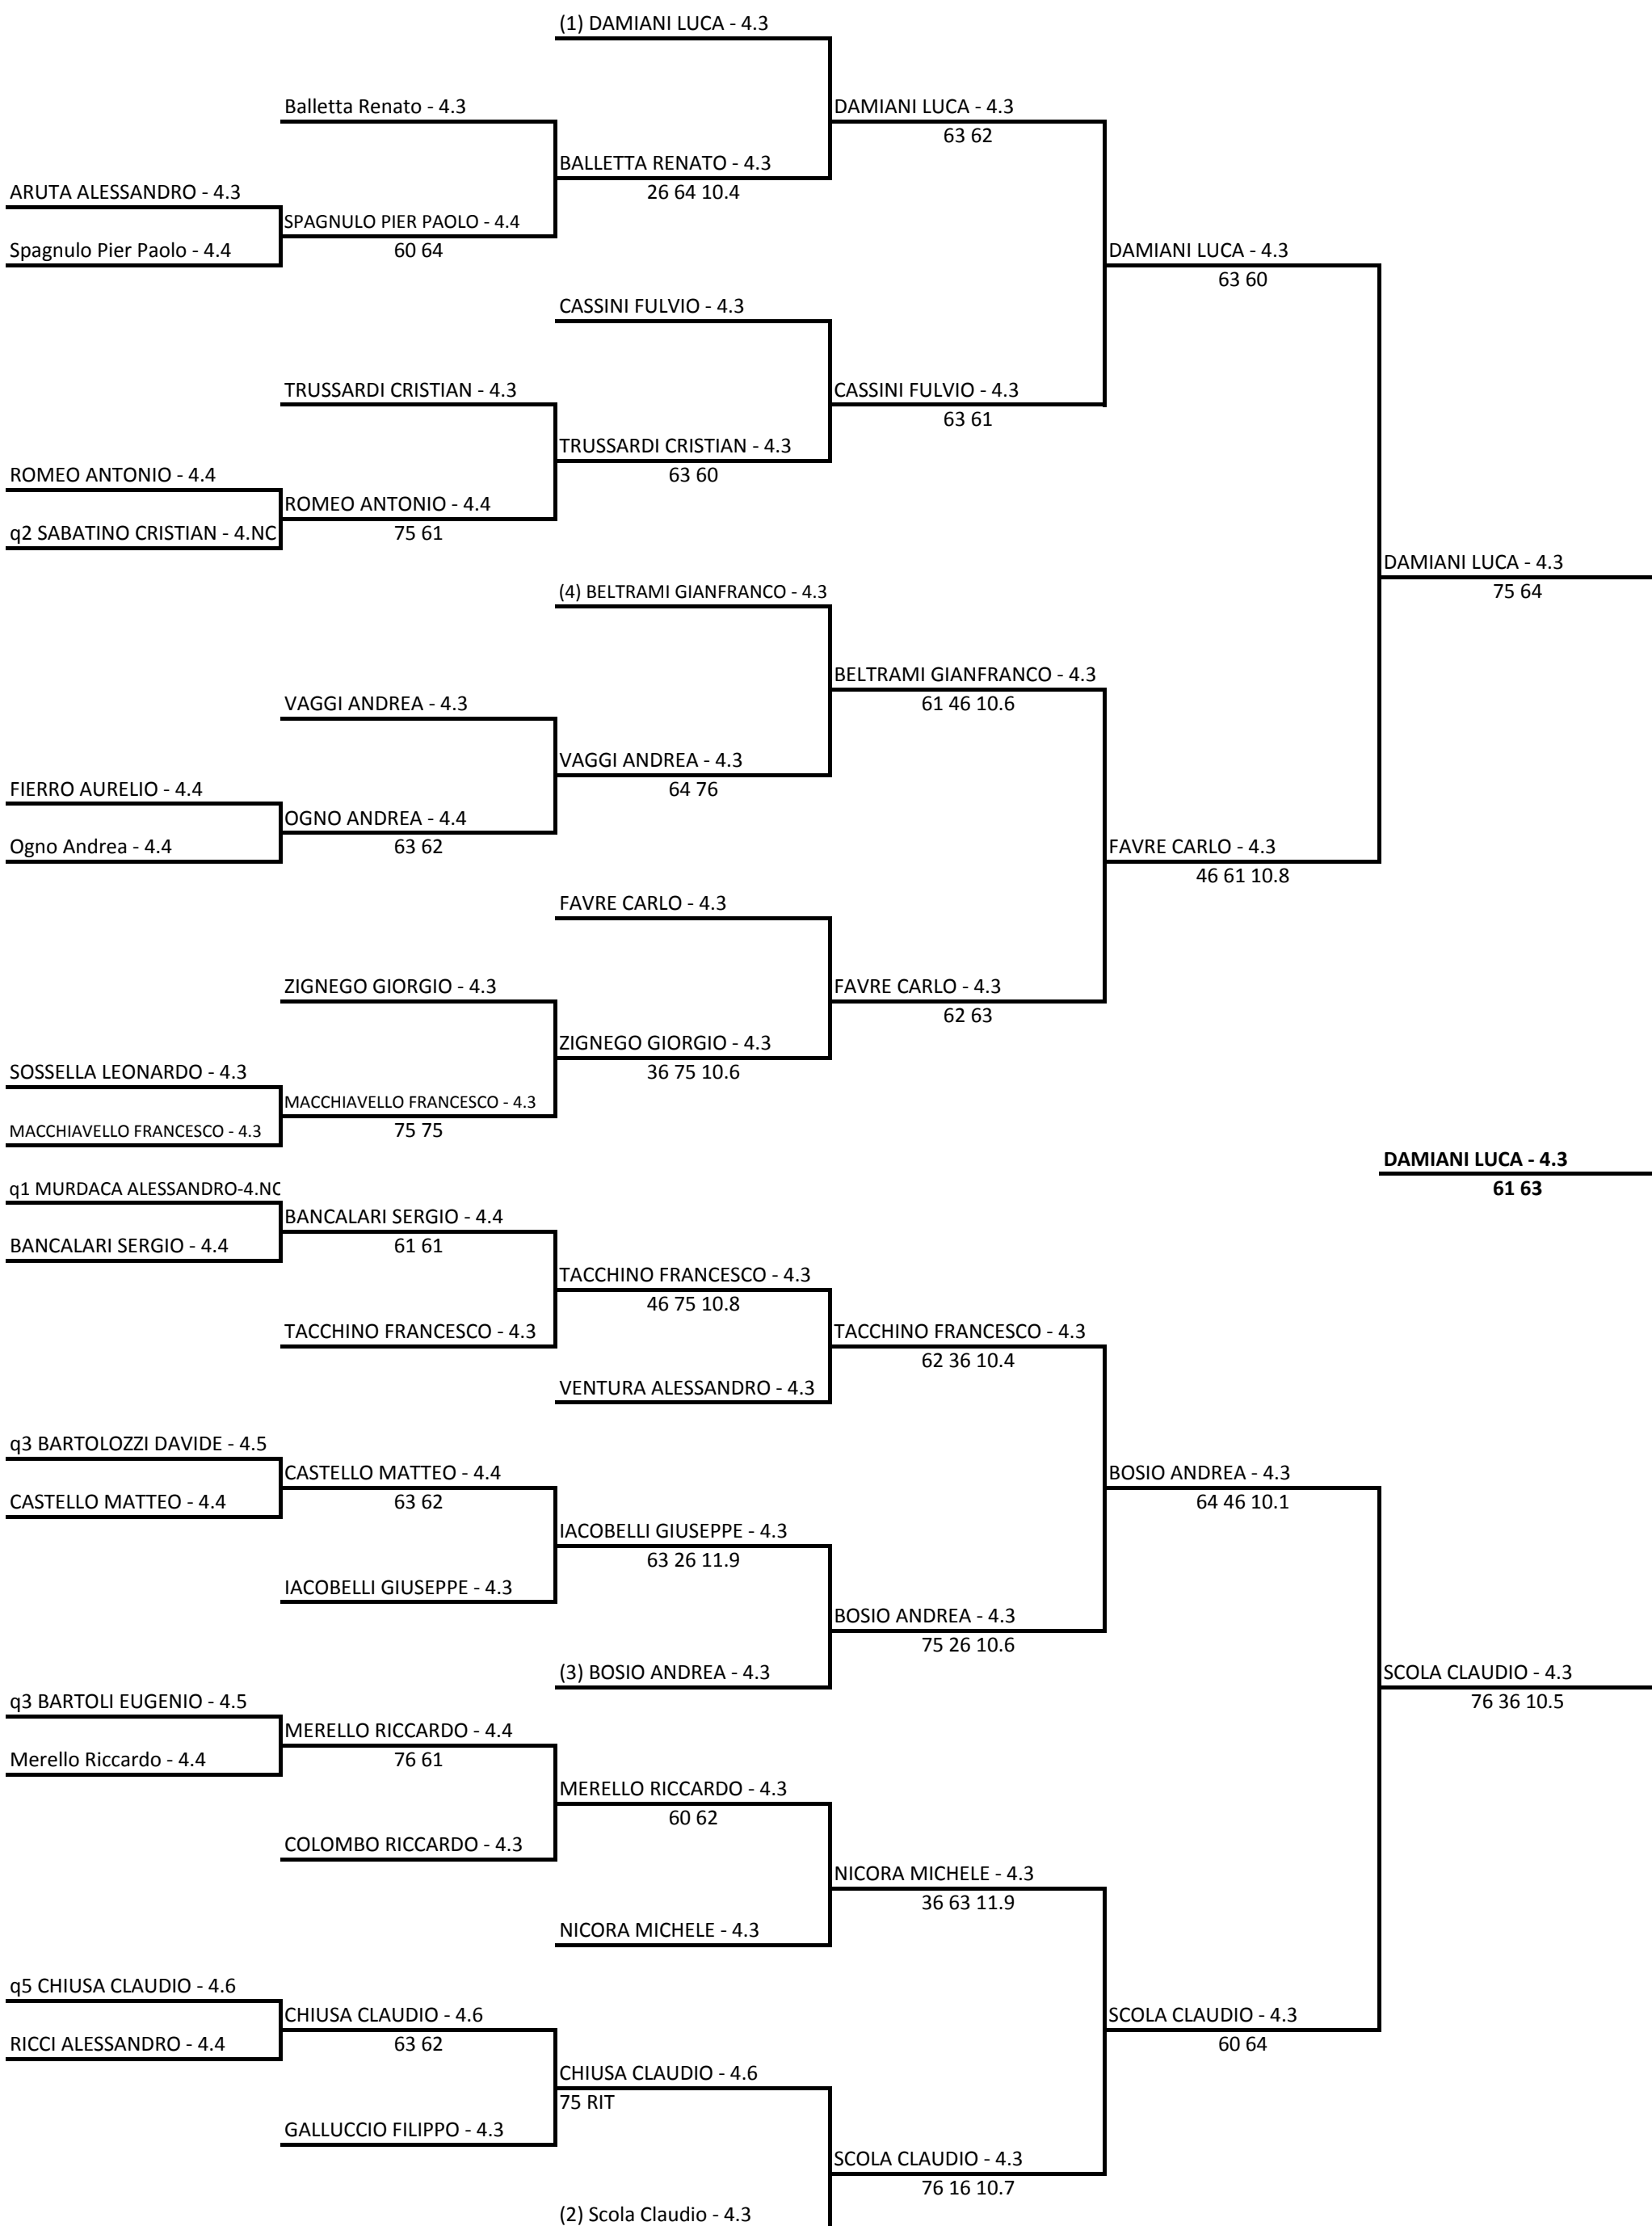 (1) DAMIANI LUCA - 4.3
Balletta Renato - 4.3
DAMIANI LUCA - 4.3
63 62
BALLETTA RENATO - 4.3
26 64 10.4
ARUTA ALESSANDRO - 4.3
SPAGNULO PIER PAOLO - 4.4
60 64
Spagnulo Pier Paolo - 4.4
DAMIANI LUCA - 4.3
63 60
CASSINI FULVIO - 4.3
TRUSSARDI CRISTIAN - 4.3
CASSINI FULVIO - 4.3
63 61
TRUSSARDI CRISTIAN - 4.3
63 60
ROMEO ANTONIO - 4.4
ROMEO ANTONIO - 4.4
75 61
q2 SABATINO CRISTIAN - 4.NC
DAMIANI LUCA - 4.3
75 64
(4) BELTRAMI GIANFRANCO - 4.3
BELTRAMI GIANFRANCO - 4.3
61 46 10.6
VAGGI ANDREA - 4.3
VAGGI ANDREA - 4.3
64 76
FIERRO AURELIO - 4.4
OGNO ANDREA - 4.4
63 62
Ogno Andrea - 4.4
FAVRE CARLO - 4.3
46 61 10.8
FAVRE CARLO - 4.3
ZIGNEGO GIORGIO - 4.3
FAVRE CARLO - 4.3
62 63
ZIGNEGO GIORGIO - 4.3
36 75 10.6
SOSSELLA LEONARDO - 4.3
MACCHIAVELLO FRANCESCO - 4.3
75 75
MACCHIAVELLO FRANCESCO - 4.3
DAMIANI LUCA - 4.3
61 63
q1 MURDACA ALESSANDRO-4.NC
BANCALARI SERGIO - 4.4
61 61
BANCALARI SERGIO - 4.4
TACCHINO FRANCESCO - 4.3
46 75 10.8
TACCHINO FRANCESCO - 4.3
TACCHINO FRANCESCO - 4.3
62 36 10.4
VENTURA ALESSANDRO - 4.3
q3 BARTOLOZZI DAVIDE - 4.5
CASTELLO MATTEO - 4.4
63 62
BOSIO ANDREA - 4.3
64 46 10.1
CASTELLO MATTEO - 4.4
IACOBELLI GIUSEPPE - 4.3
63 26 11.9
IACOBELLI GIUSEPPE - 4.3
BOSIO ANDREA - 4.3
75 26 10.6
(3) BOSIO ANDREA - 4.3
SCOLA CLAUDIO - 4.3
76 36 10.5
q3 BARTOLI EUGENIO - 4.5
MERELLO RICCARDO - 4.4
76 61
Merello Riccardo - 4.4
MERELLO RICCARDO - 4.3
60 62
COLOMBO RICCARDO - 4.3
NICORA MICHELE - 4.3
36 63 11.9
NICORA MICHELE - 4.3
q5 CHIUSA CLAUDIO - 4.6
CHIUSA CLAUDIO - 4.6
63 62
SCOLA CLAUDIO - 4.3
60 64
RICCI ALESSANDRO - 4.4
CHIUSA CLAUDIO - 4.6
75 RIT
GALLUCCIO FILIPPO - 4.3
SCOLA CLAUDIO - 4.3
76 16 10.7
(2) Scola Claudio - 4.3